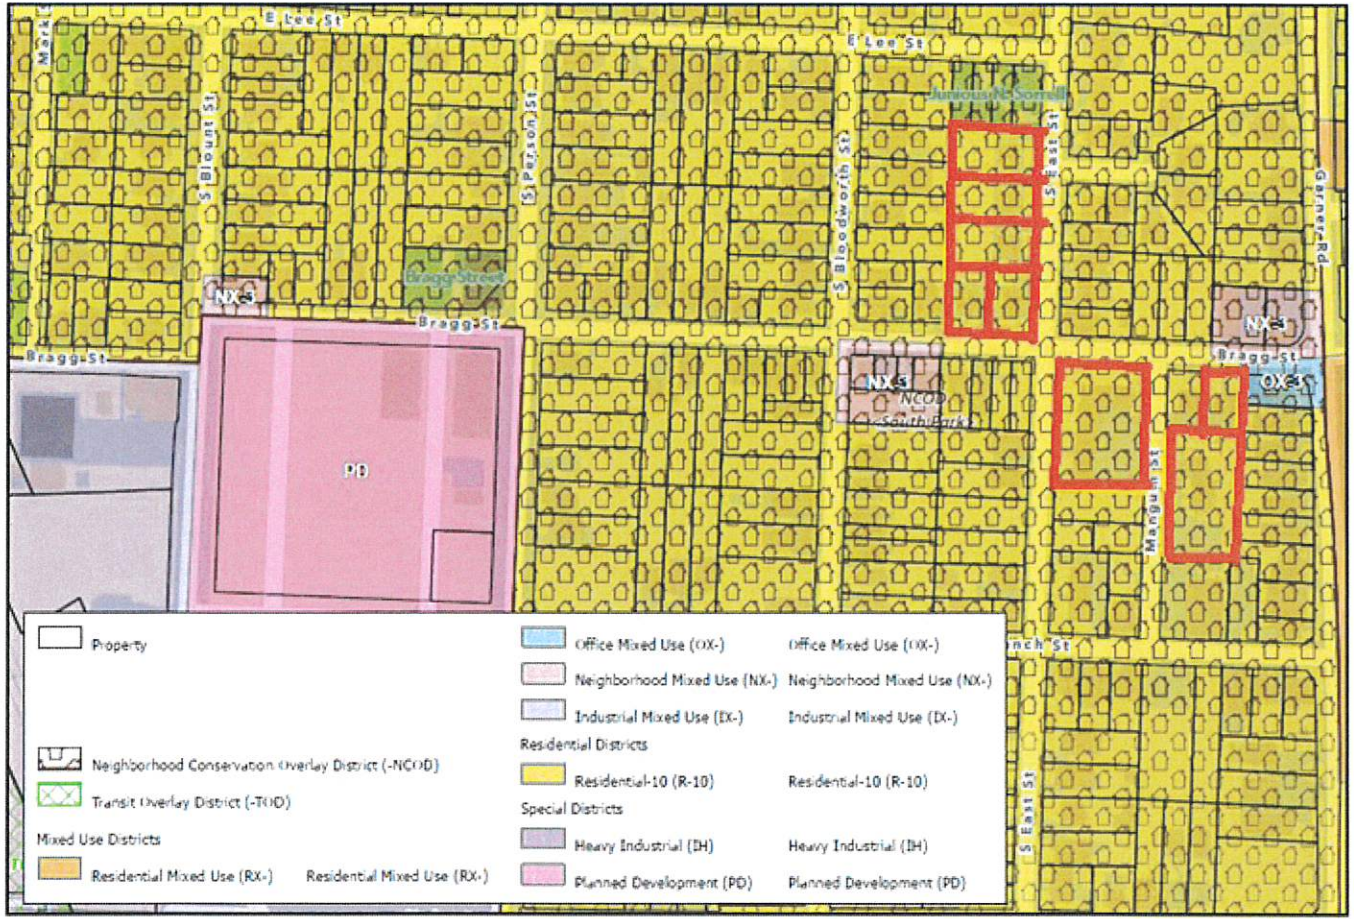 E Lee St
E Lee St
Mark S
Junious N Sorrell
S Blount St
S Person St
S Bloodworth St
S East St
Garner Rd
Bragg Street
NX-3
Bragg St
NX-3
Bragg St
Bragg St
NX-3
OX-3
NCOD
South Park
PD
Mangum St
nch St
S East St
Property
Neighborhood Conservation Overlay District (-NCOD)
Transit Overlay District (-TOD)
Mixed Use Districts
Residential Mixed Use (RX-) Residential Mixed Use (RX-)
Office Mixed Use (OX-) Office Mixed Use (OX-)
Neighborhood Mixed Use (NX-) Neighborhood Mixed Use (NX-)
Industrial Mixed Use (IX-) Industrial Mixed Use (IX-)
Residential Districts
Residential-10 (R-10) Residential-10 (R-10)
Special Districts
Heavy Industrial (IH) Heavy Industrial (IH)
Planned Development (PD) Planned Development (PD)